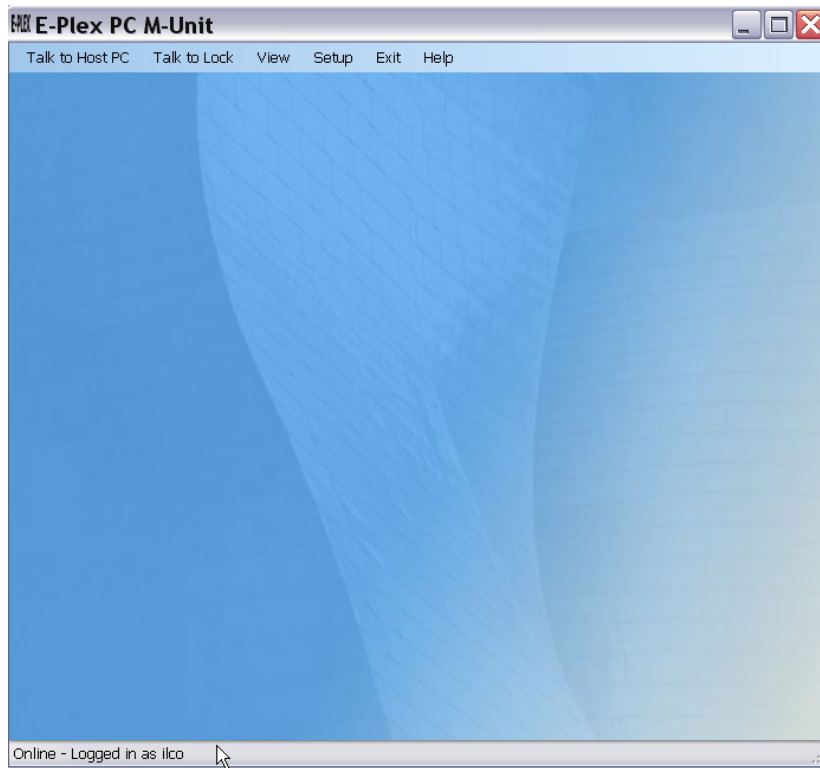 E-PLEX E-Plex PC M-Unit
Talk to Host PC Talk to Lock View Setup Exit Help
Online - Logged in as ilco